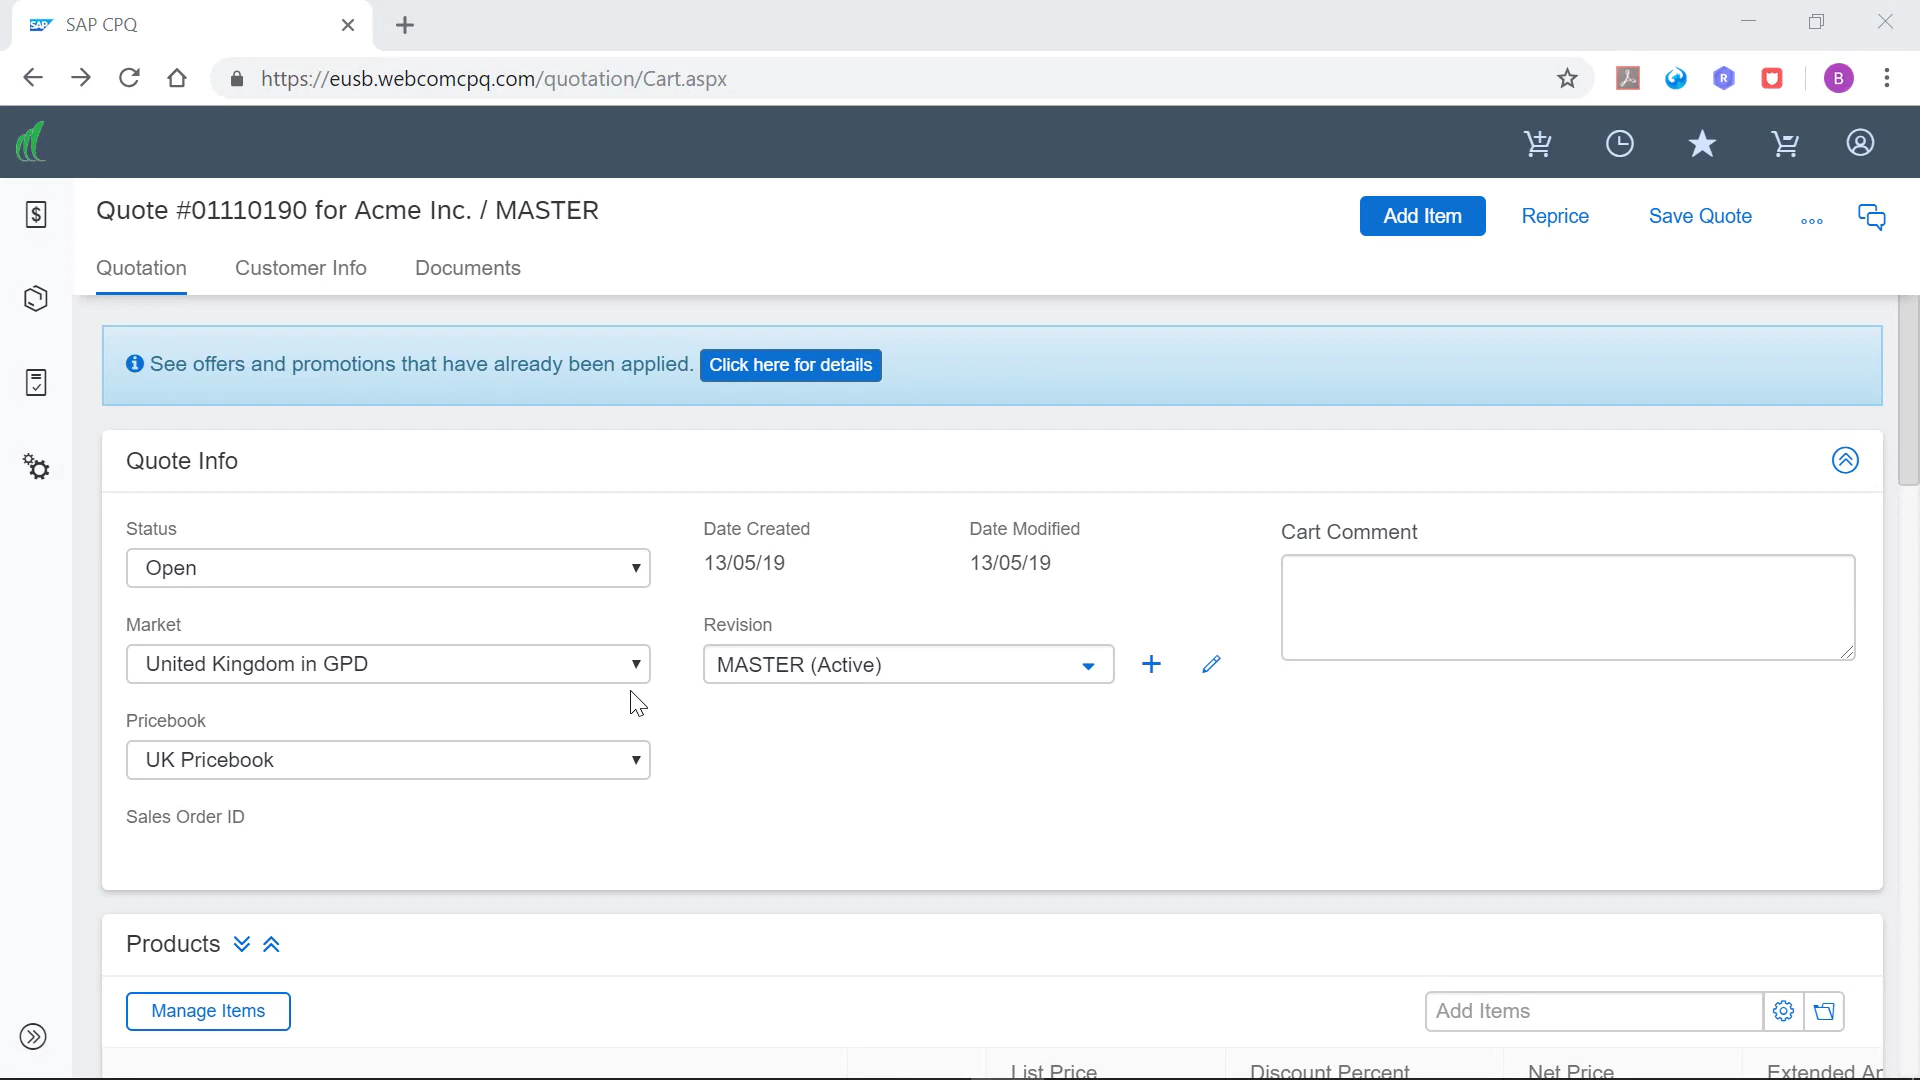 SAP SAP CPQ
https://eusb.webcomcpq.com/quotation/Cart.aspx
R
B
Quote #01110190 for Acme Inc. / MASTER
Add Item
Reprice
Save Quote
...
Quotation
Customer Info
Documents
See offers and promotions that have already been applied. Click here for details
Quote Info
Status
Date Created
Date Modified
Cart Comment
Open
13/05/19
13/05/19
Market
Revision
United Kingdom in GPD
MASTER (Active)
Pricebook
UK Pricebook
Sales Order ID
Products
Manage Items
Add Items
List Price
Discount Percent
Net Price
Extended Ar